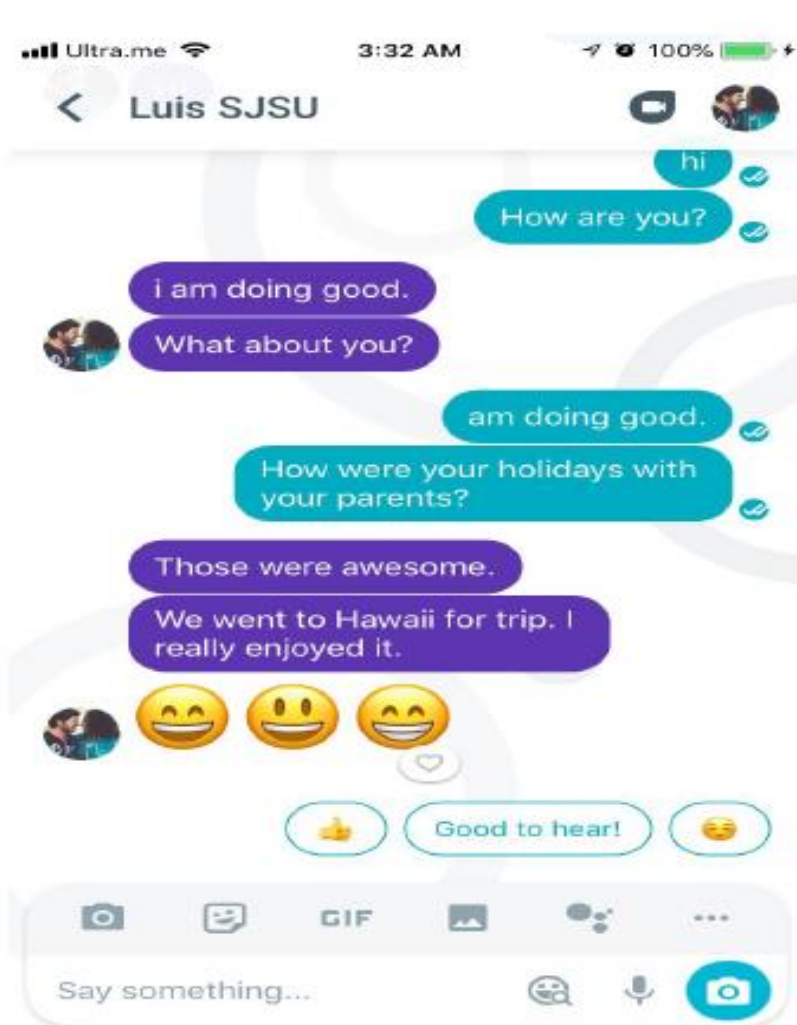 Ultra.me 3:32 AM 100%
Luis SJSU
hi
How are you?
i am doing good.
What about you?
am doing good.
How were your holidays with
your parents?
Those were awesome.
We went to Hawaii for trip. I
really enjoyed it.
Good to hear!
GIF
Say something...